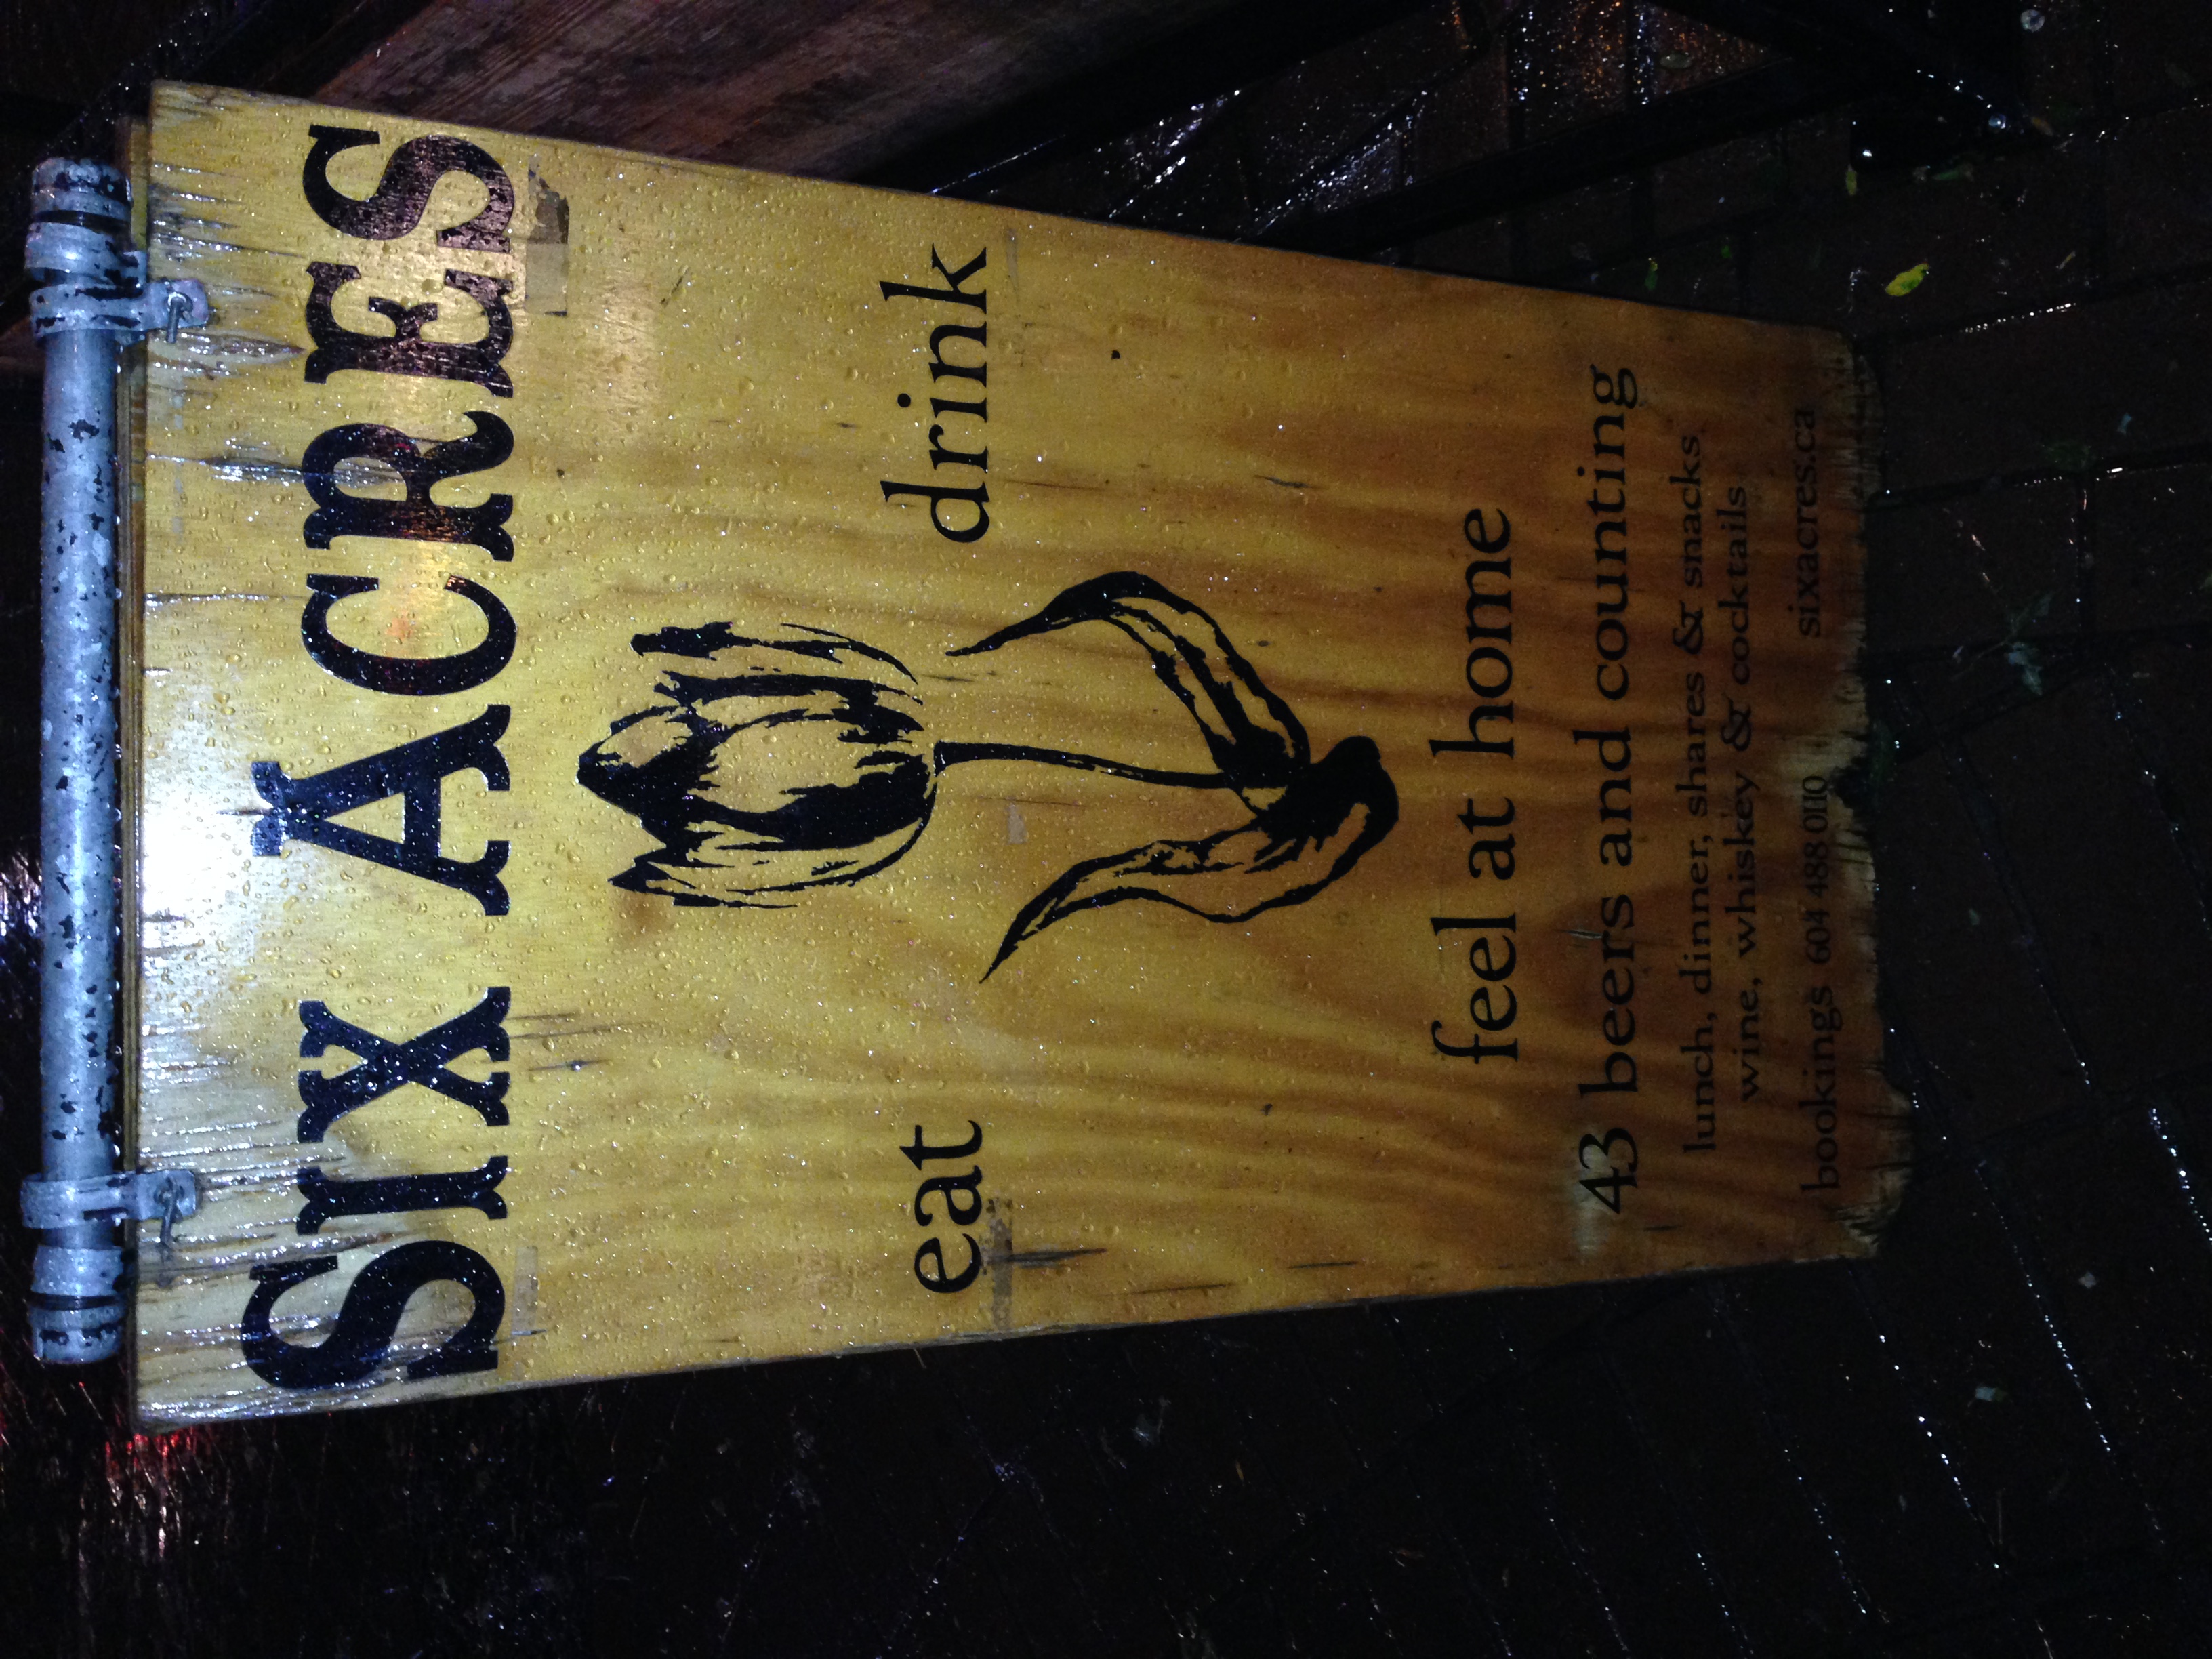 SIX ACRES
eat drink
feel at home
43 beers and counting
lunch, dinner, shares & snacks
wine, whiskey & cocktails
bookings 604 488 0110 sixacres.ca